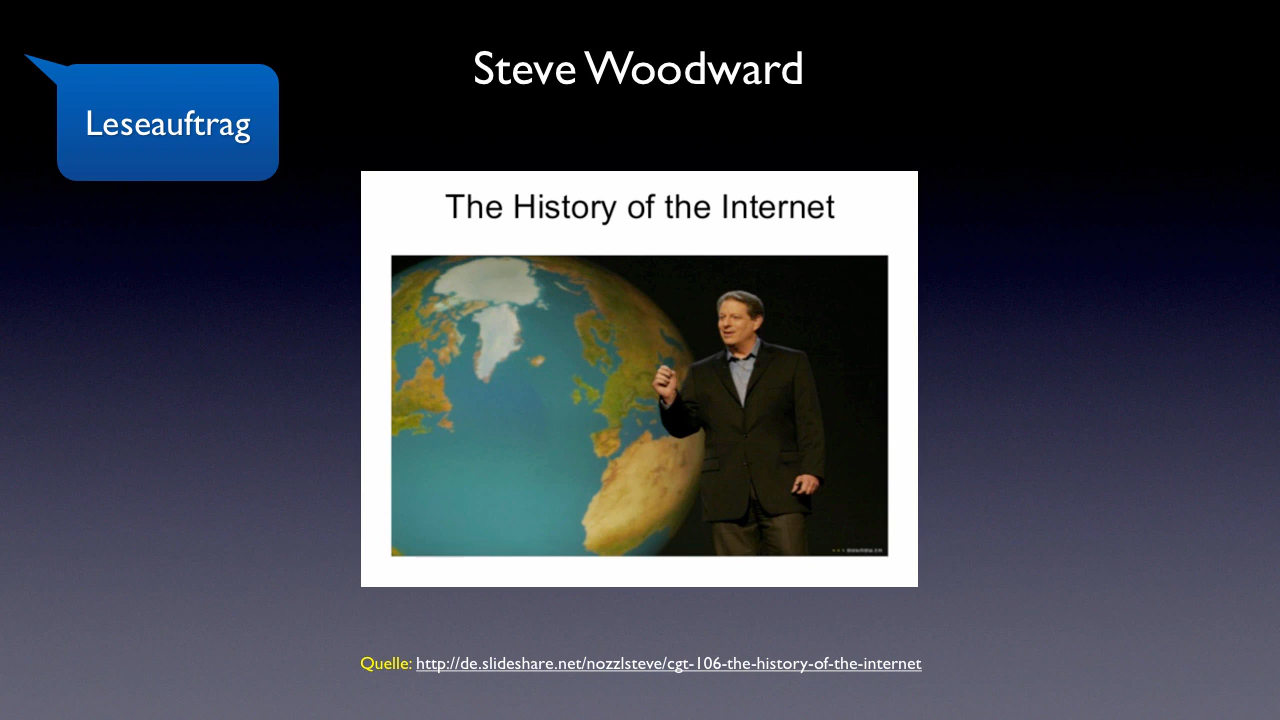 Steve Woodward
Leseauftrag
The History of the Internet
Quelle: http://de.slideshare.net/nozzlsteve/cgt-106-the-history-of-the-internet